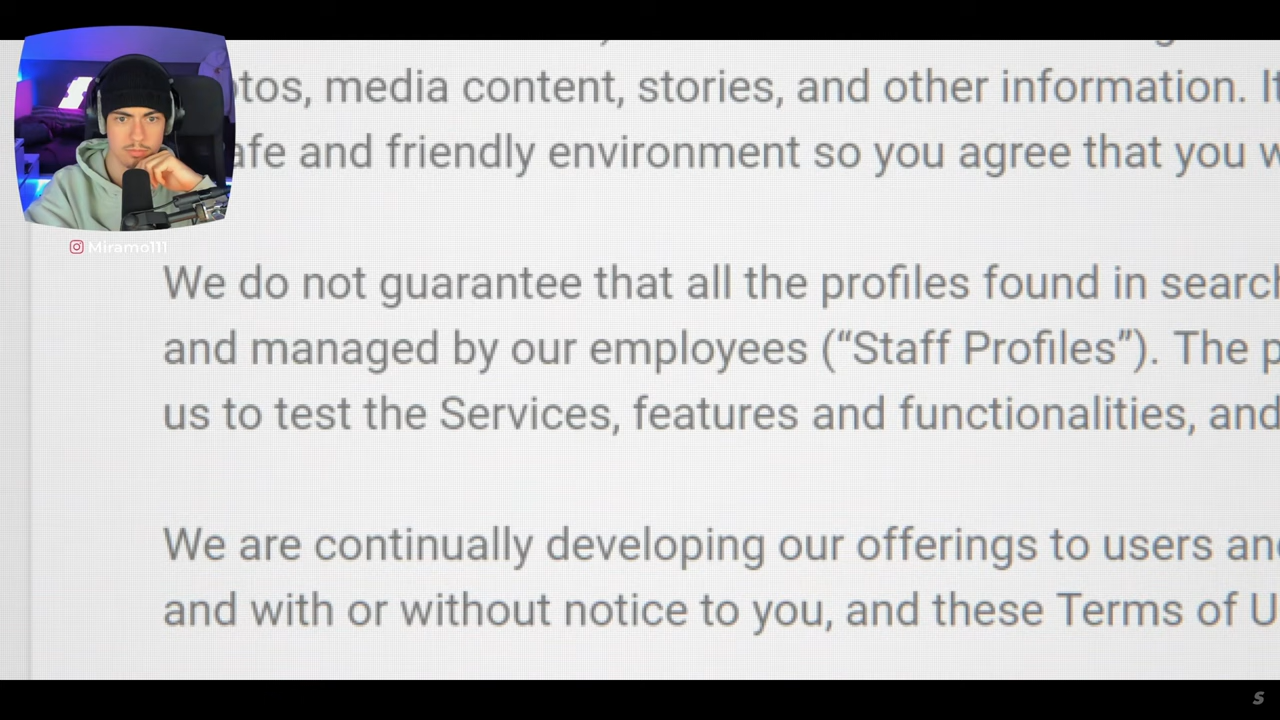 otos, media content, stories, and other information. It
afe and friendly environment so you agree that you w
Miramo111
We do not guarantee that all the profiles found in search
and managed by our employees (“Staff Profiles”). The p
us to test the Services, features and functionalities, and
We are continually developing our offerings to users and
and with or without notice to you, and these Terms of U
S